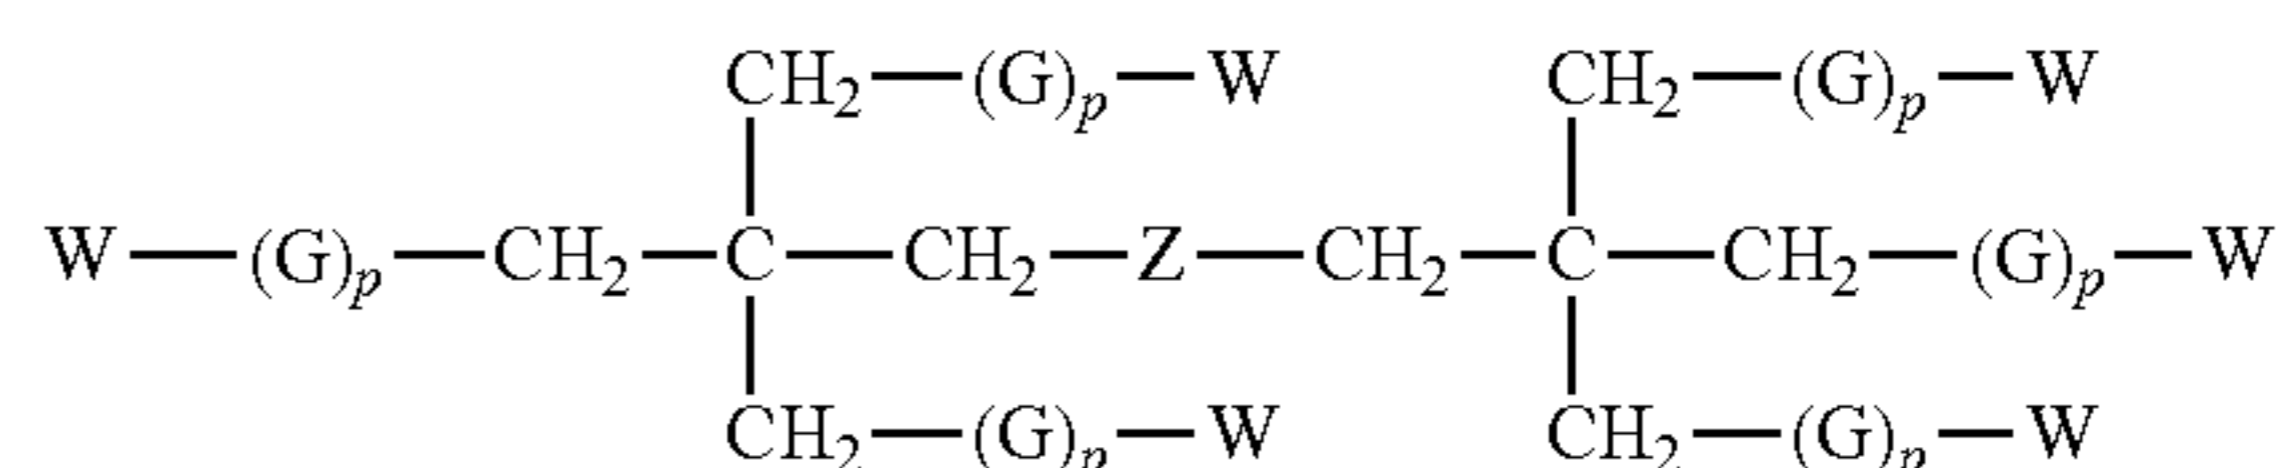 CH₂—(G)ₚ—W CH₂—(G)ₚ—W
W—(G)ₚ—CH₂—C—CH₂—Z—CH₂—C—CH₂—(G)ₚ—W
CH₂—(G)ₚ—W CH₂—(G)ₚ—W